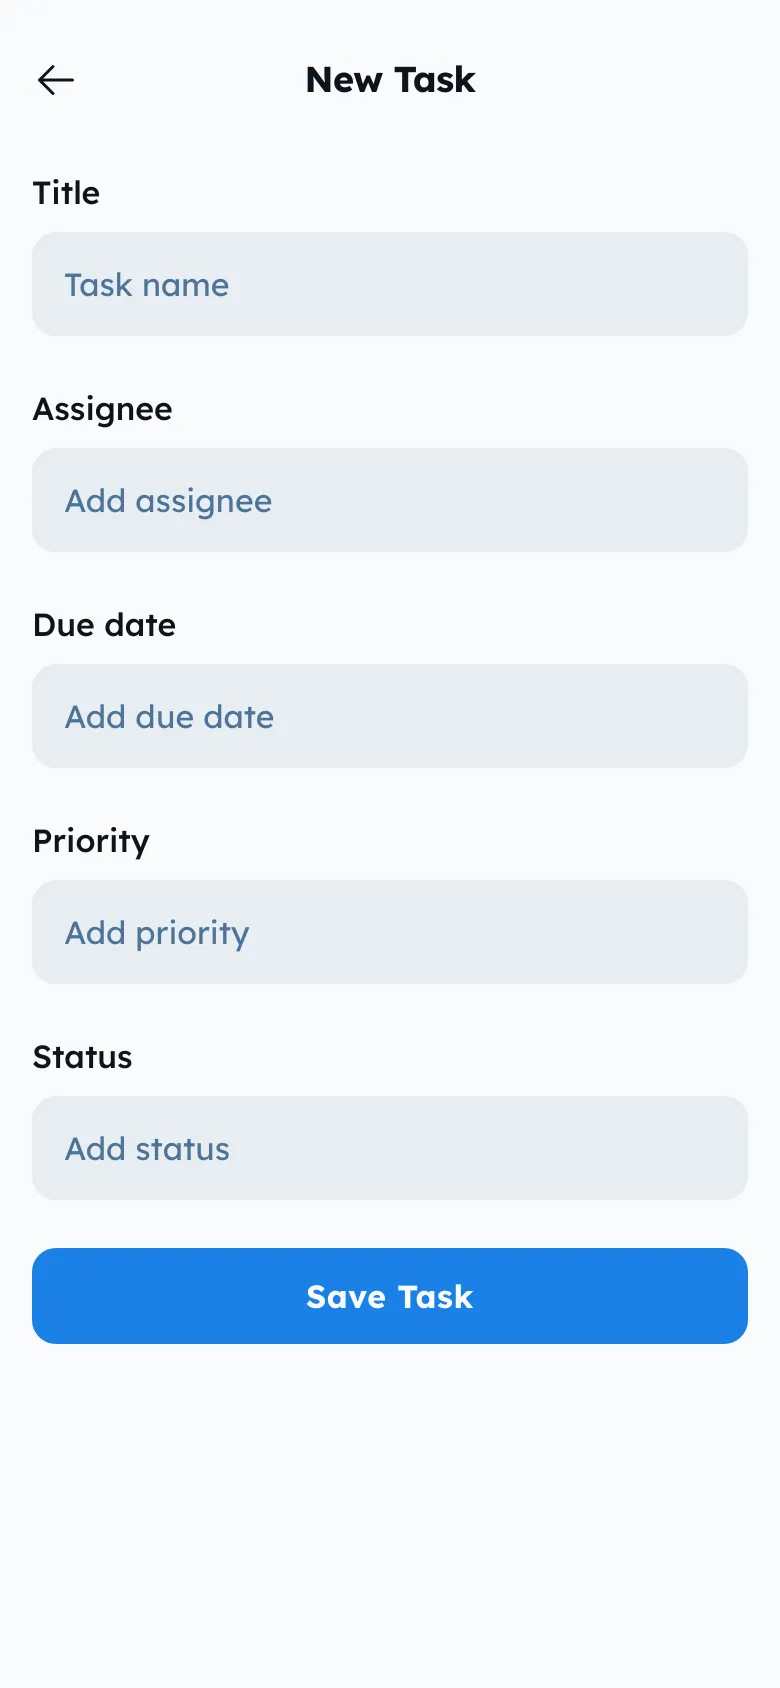 New Task
Title
Task name
Assignee
Add assignee
Due date
Add due date
Priority
Add priority
Status
Add status
Save Task